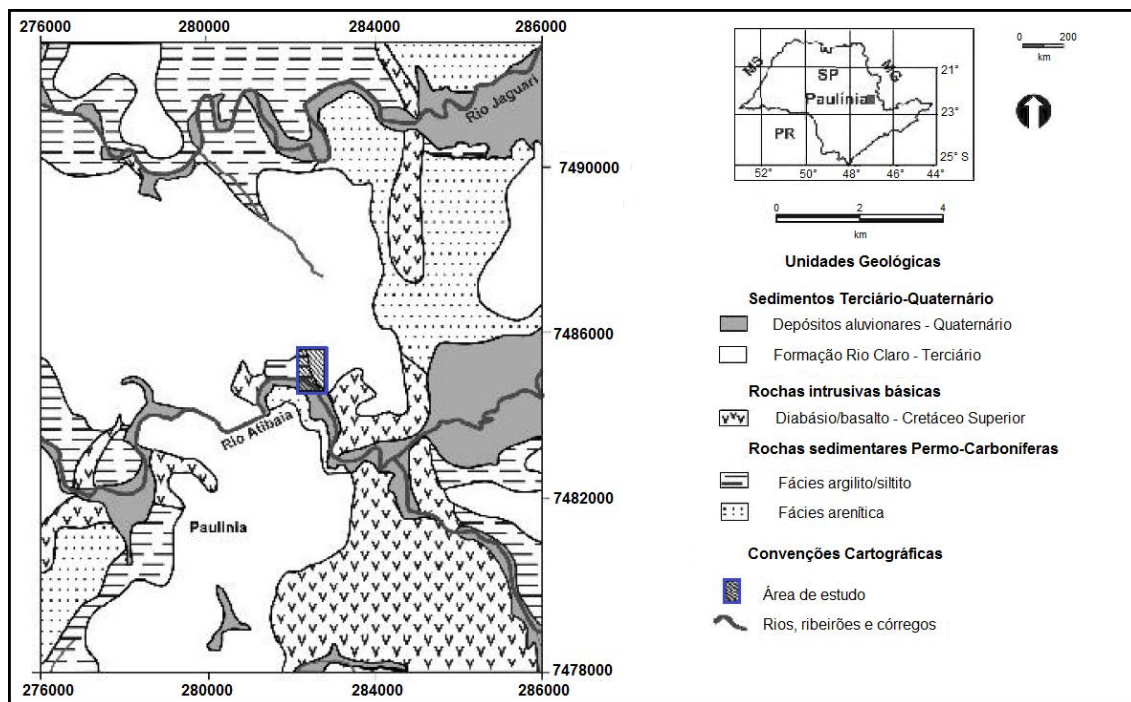 276000 280000 284000 286000
Rio Jaguari
7490000
7486000
Rio Atibaia
7482000
Paulínia
7478000
276000 280000 284000 286000
0 200
km
MS SP MG
21°
Paulínia
23°
PR
25° S
52° 50° 48° 46° 44°
0 2 4
km
Unidades Geológicas
Sedimentos Terciário-Quaternário
Depósitos aluvionares - Quaternário
Formação Rio Claro - Terciário
Rochas intrusivas básicas
Diabásio/basalto - Cretáceo Superior
Rochas sedimentares Permo-Carboníferas
Fácies argilito/siltito
Fácies arenítica
Convenções Cartográficas
Área de estudo
Rios, ribeirões e córregos